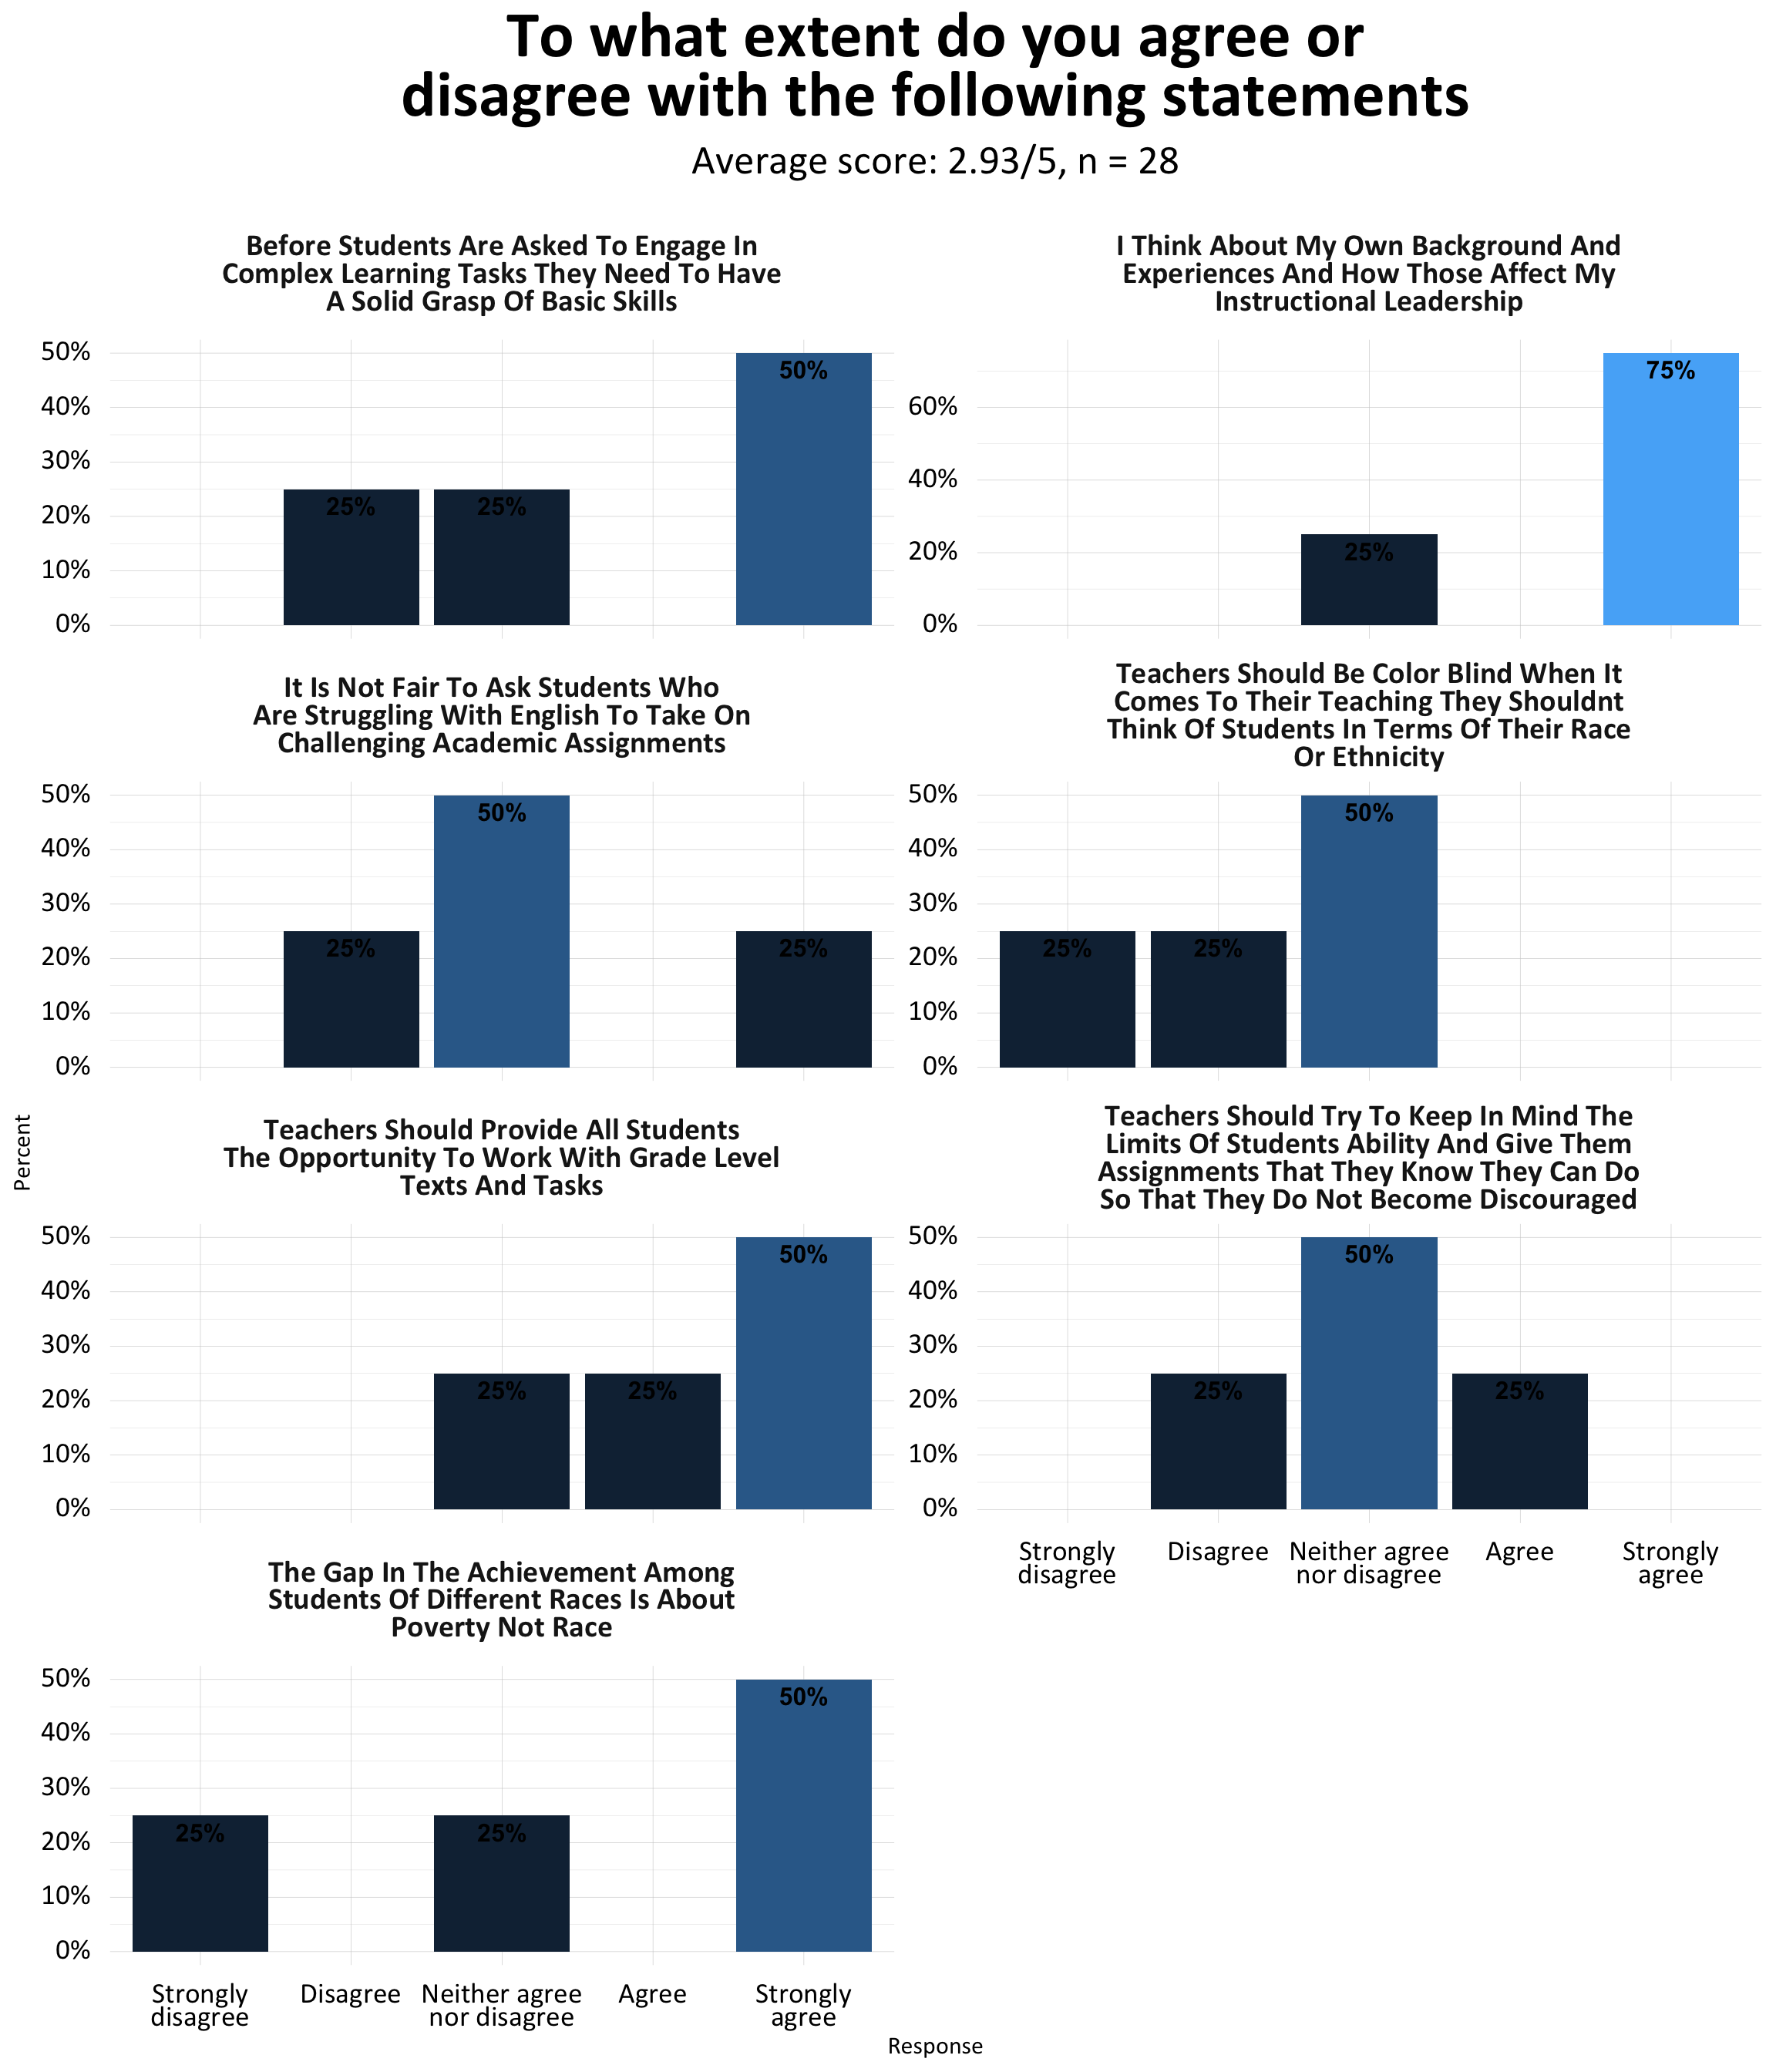 To what extent do you agree or
disagree with the following statements
Average score: 2.93/5, n = 28
Before Students Are Asked To Engage In
Complex Learning Tasks They Need To Have
A Solid Grasp Of Basic Skills
50%
40%
30%
20%
10%
0%
25%
25%
50%
I Think About My Own Background And
Experiences And How Those Affect My
Instructional Leadership
60%
40%
20%
0%
25%
75%
It Is Not Fair To Ask Students Who
Are Struggling With English To Take On
Challenging Academic Assignments
50%
40%
30%
20%
10%
0%
25%
50%
25%
Teachers Should Be Color Blind When It
Comes To Their Teaching They Shouldnt
Think Of Students In Terms Of Their Race
Or Ethnicity
50%
40%
30%
20%
10%
0%
25%
25%
50%
Percent
Teachers Should Provide All Students
The Opportunity To Work With Grade Level
Texts And Tasks
50%
40%
30%
20%
10%
0%
25%
25%
50%
Teachers Should Try To Keep In Mind The
Limits Of Students Ability And Give Them
Assignments That They Know They Can Do
So That They Do Not Become Discouraged
50%
40%
30%
20%
10%
0%
25%
50%
25%
Strongly
disagree
Disagree
Neither agree
nor disagree
Agree
Strongly
agree
The Gap In The Achievement Among
Students Of Different Races Is About
Poverty Not Race
50%
40%
30%
20%
10%
0%
25%
25%
50%
Strongly
disagree
Disagree
Neither agree
nor disagree
Agree
Strongly
agree
Response